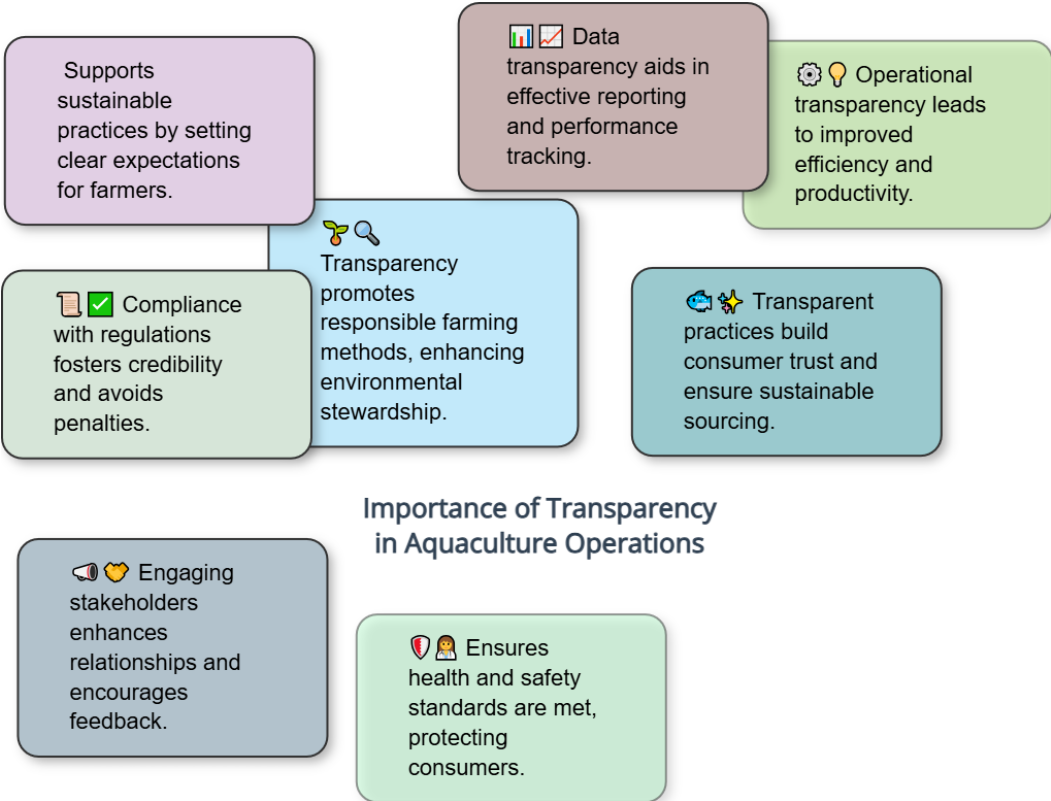 Supports
sustainable
practices by setting
clear expectations
for farmers.
📊📈 Data
transparency aids in
effective reporting
and performance
tracking.
⚙️💡 Operational
transparency leads
to improved
efficiency and
productivity.
🌱🔍
Transparency
promotes
responsible farming
methods, enhancing
environmental
stewardship.
📜✅ Compliance
with regulations
fosters credibility
and avoids
penalties.
🐟✨ Transparent
practices build
consumer trust and
ensure sustainable
sourcing.
Importance of Transparency
in Aquaculture Operations
📢🤝 Engaging
stakeholders
enhances
relationships and
encourages
feedback.
🛡️👩‍⚕️ Ensures
health and safety
standards are met,
protecting
consumers.